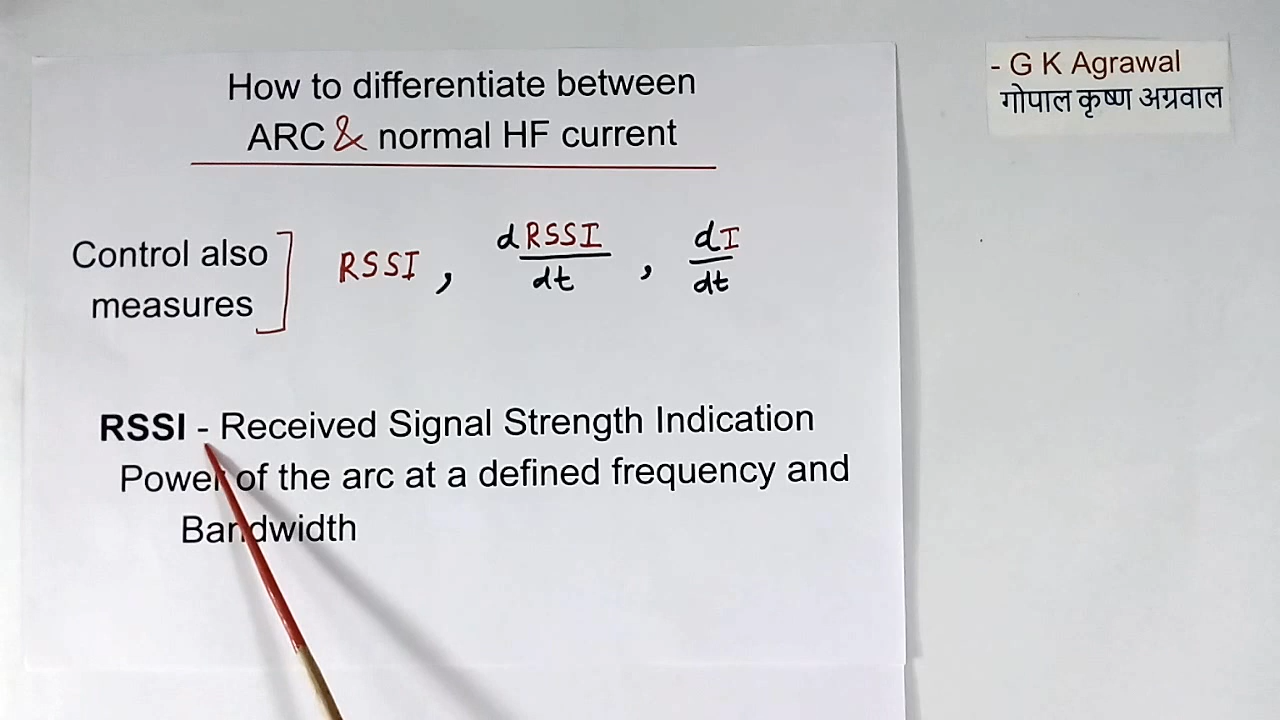 How to differentiate between
ARC & normal HF current
- G K Agrawal
गोपाल कृष्ण अग्रवाल
Control also
measures
RSSI, dRSSI/dt, dI/dt
RSSI - Received Signal Strength Indication
Power of the arc at a defined frequency and
Bandwidth